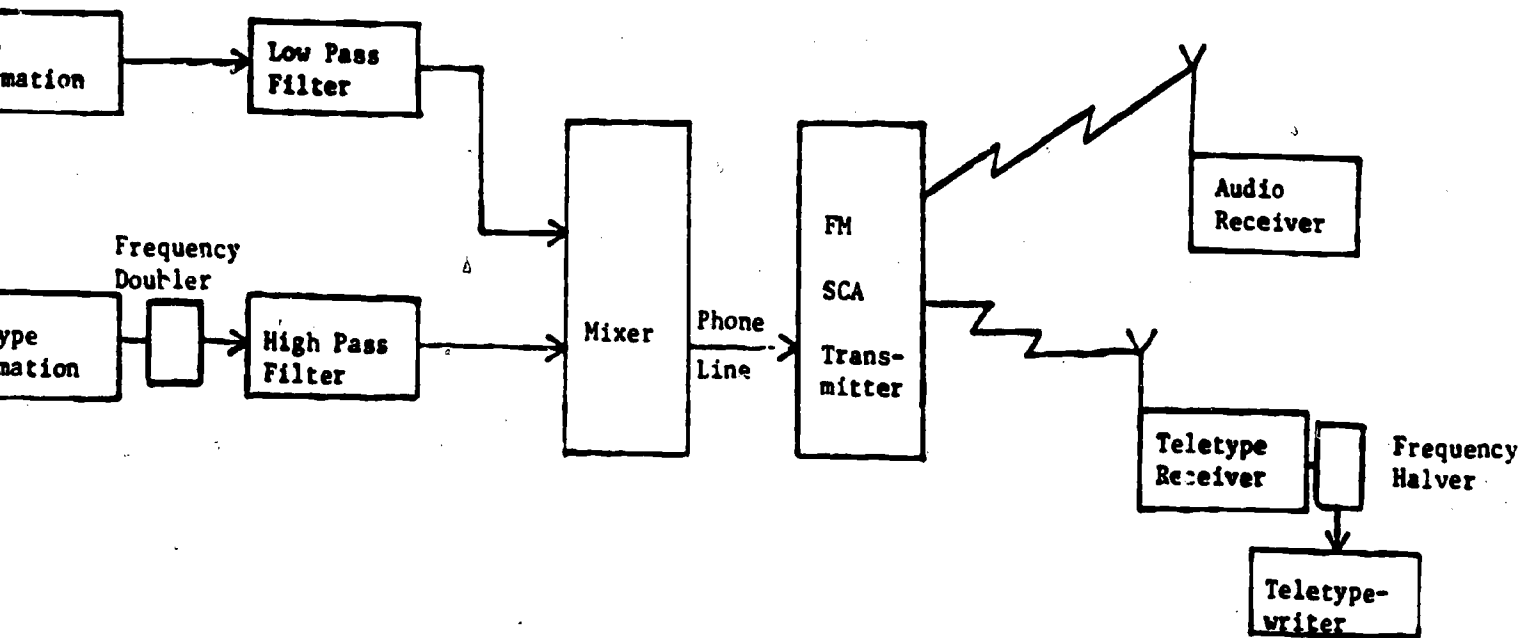 mation
Low Pass
Filter
Frequency
Doubler
ype
mation
High Pass
Filter
Mixer
Phone
Line
FM
SCA
Trans-
mitter
Audio
Receiver
Teletype
Receiver
Frequency
Halver
Teletype-
writer